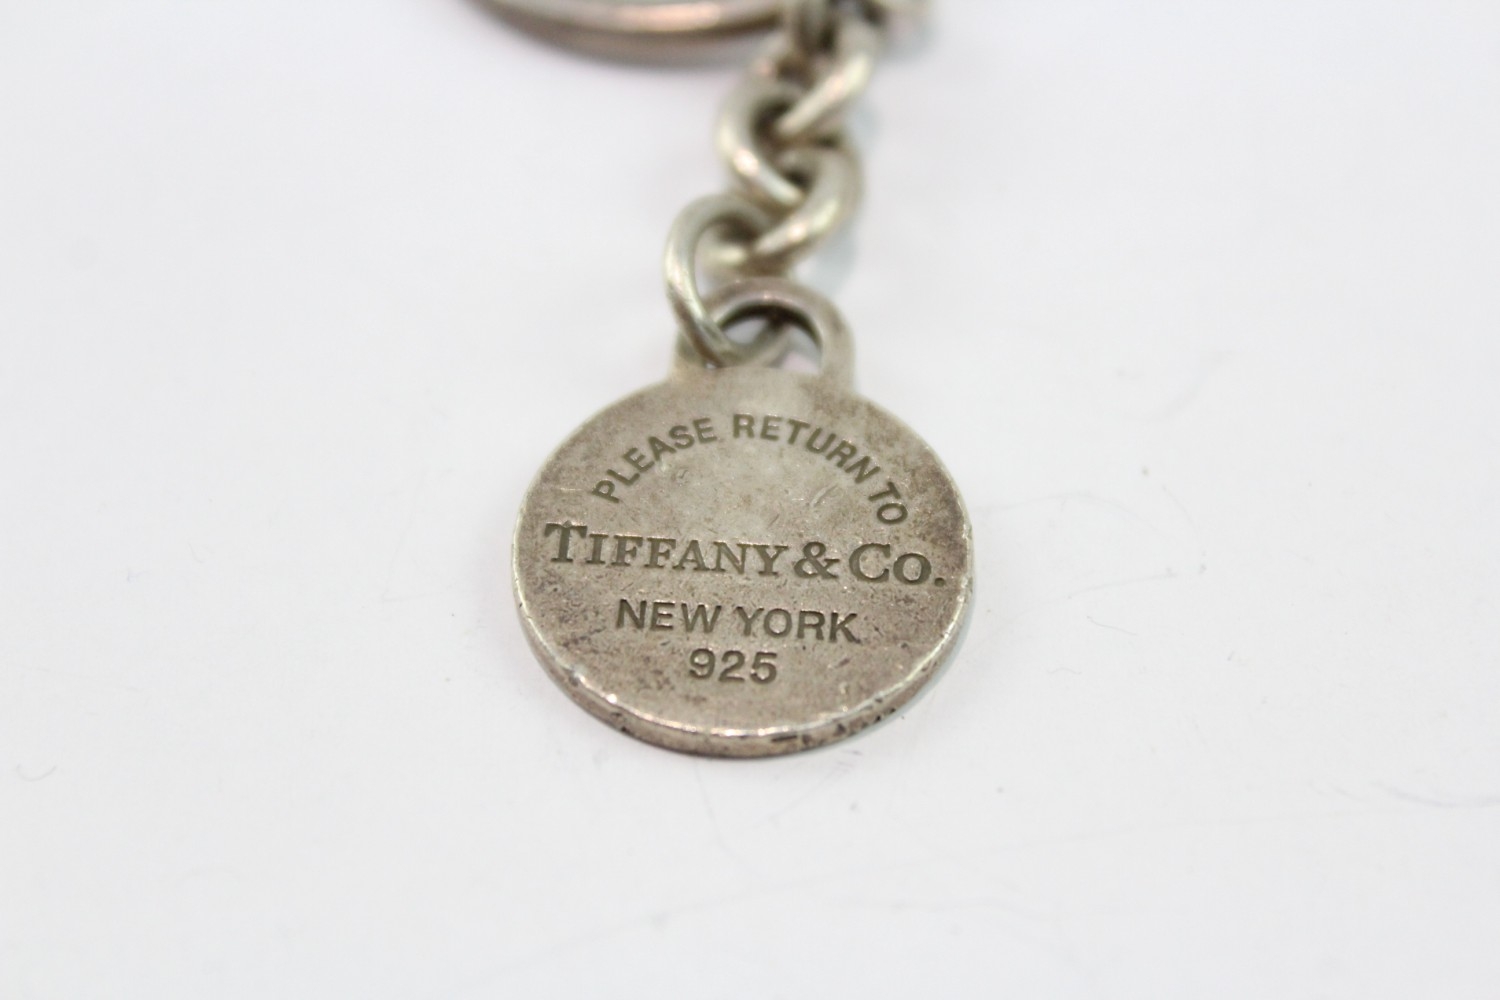 PLEASE RETURN TO
TIFFANY & CO.
NEW YORK
925